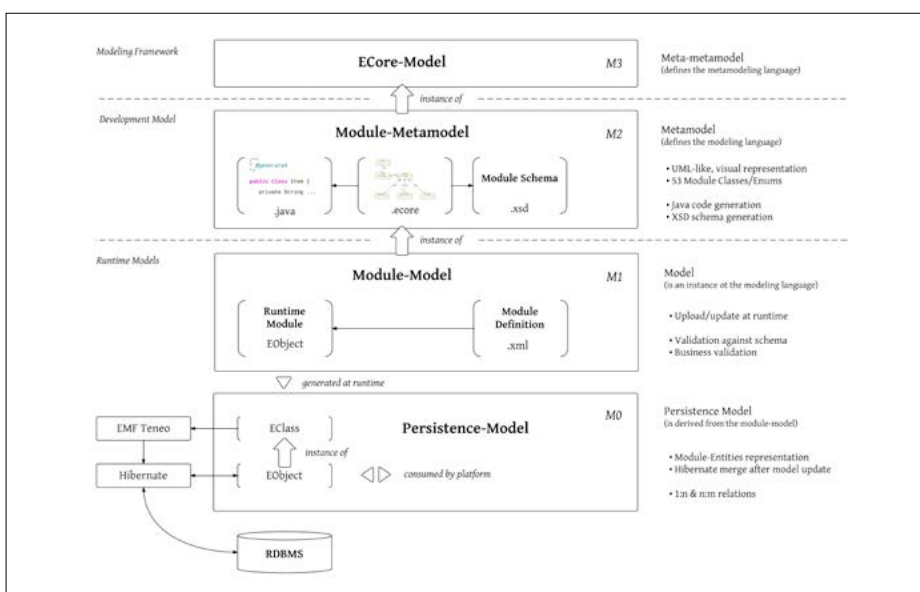 Modeling Framework
ECore-Model
M3
Meta-metamodel
(defines the metamodeling language)
instance of
Development Model
Module-Metamodel
M2
Metamodel
(defines the modeling language)
@generated
public Class Item {
private String ...
.java
.ecore
Module Schema
.xsd
• UML-like, visual representation
• 53 Module Classes/Enums
• Java code generation
• XSD schema generation
instance of
Runtime Models
Module-Model
M1
Model
(is an instance of the modeling language)
Runtime
Module
EObject
Module
Definition
.xml
• Upload/update at runtime
• Validation against schema
• Business validation
generated at runtime
Persistence-Model
M0
Persistence Model
(is derived from the module-model)
EMF Teneo
EClass
instance of
Hibernate
EObject
consumed by platform
• Module-Entities representation
• Hibernate merge after model update
• 1:n & n:m relations
RDBMS